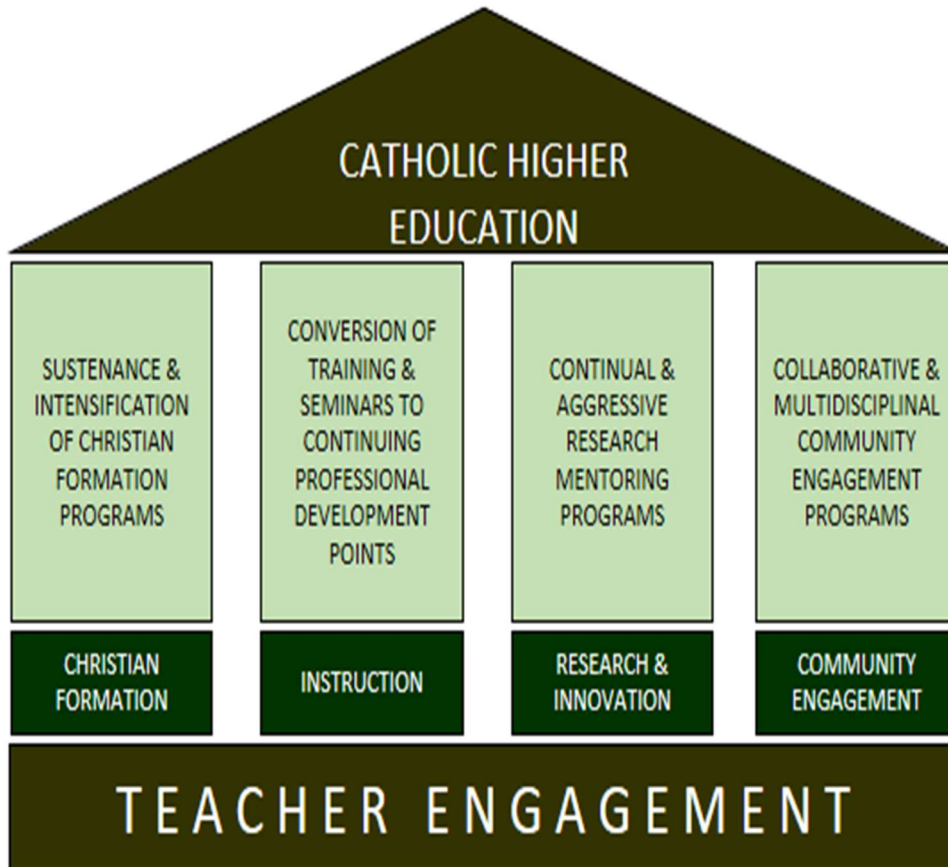 CATHOLIC HIGHER
EDUCATION
SUSTENANCE &
INTENSIFICATION
OF CHRISTIAN
FORMATION
PROGRAMS
CONVERSION OF
TRAINING &
SEMINARS TO
CONTINUING
PROFESSIONAL
DEVELOPMENT
POINTS
CONTINUAL &
AGGRESSIVE
RESEARCH
MENTORING
PROGRAMS
COLLABORATIVE &
MULTIDISCIPLINAL
COMMUNITY
ENGAGEMENT
PROGRAMS
CHRISTIAN
FORMATION
INSTRUCTION
RESEARCH &
INNOVATION
COMMUNITY
ENGAGEMENT
TEACHER ENGAGEMENT